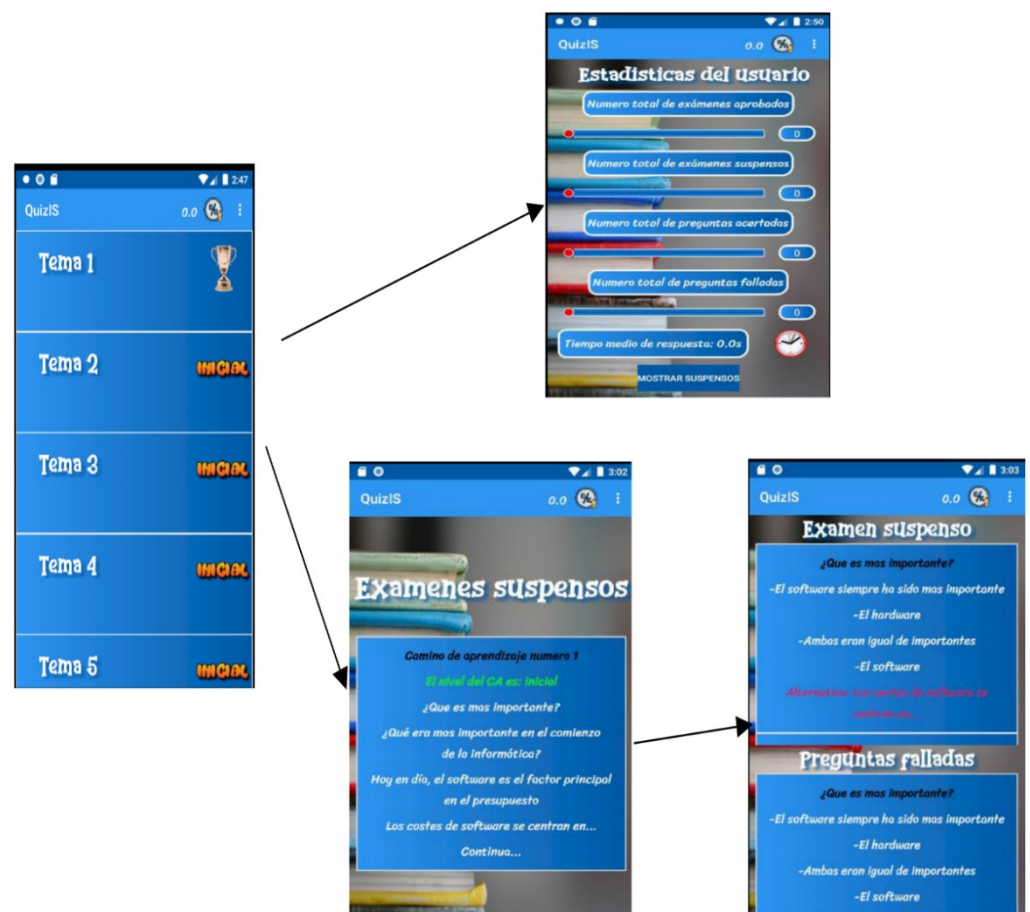 2:47
QuizIS
0.0
Tema 1
Tema 2
INICIAL
Tema 3
INICIAL
Tema 4
INICIAL
Tema 5
INICIAL
2:50
QuizIS
0.0
Estadisticas del usuario
Numero total de exámenes aprobados
0
Numero total de exámenes suspensos
0
Numero total de preguntas acertadas
0
Numero total de preguntas falladas
0
Tiempo medio de respuesta: 0.0s
MOSTRAR SUSPENSOS
3:02
QuizIS
0.0
Examenes suspensos
Camino de aprendizaje numero 1
El nivel del CA es: Inicial
¿Que es mas importante?
¿Qué era mas importante en el comienzo
de la informática?
Hoy en día, el software es el factor principal
en el presupuesto
Los costes de software se centran en...
Continua...
3:03
QuizIS
0.0
Examen suspenso
¿Que es mas importante?
-El software siempre ha sido mas importante
-El hardware
-Ambas eran igual de importantes
-El software
Alternativa: Los costes de software se
centran en...
Preguntas falladas
¿Que es mas importante?
-El software siempre ha sido mas importante
-El hardware
-Ambas eran igual de importantes
-El software